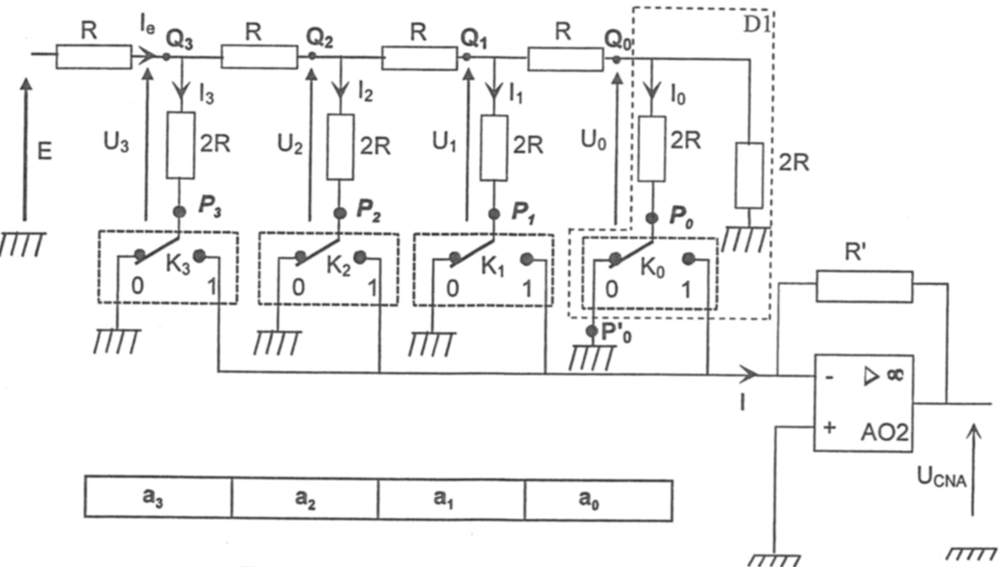 R Ie Q3 R Q2 R Q1 R Q0 D1
I3 I2 I1 I0
E U3 2R U2 2R U1 2R U0 2R 2R
P3 P2 P1 P0
K3 K2 K1 K0 R'
0 1 0 1 0 1 0 1
P'0
- ▷ ∞
I
+ AO2
UCNA
a3 a2 a1 a0